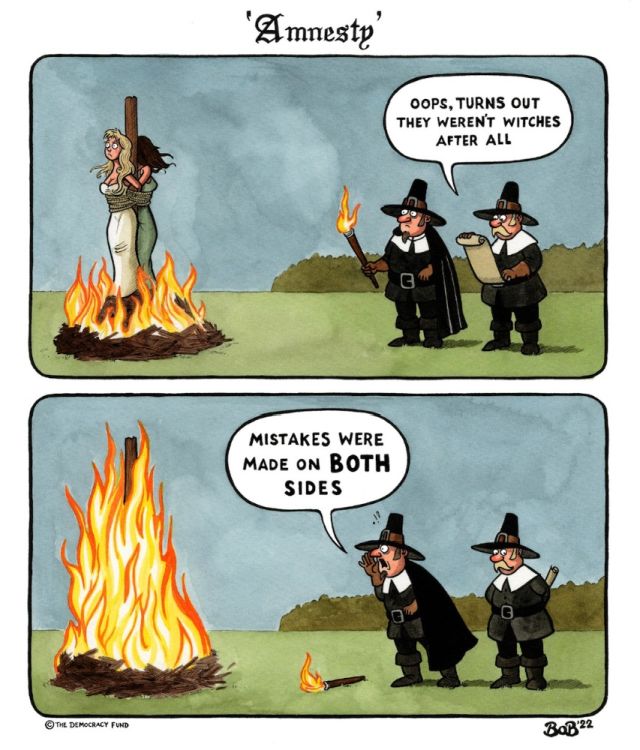 'Amnesty'
OOPS, TURNS OUT
THEY WEREN'T WITCHES
AFTER ALL
MISTAKES WERE
MADE ON BOTH
SIDES
!?
© THE DEMOCRACY FUND
BOB '22